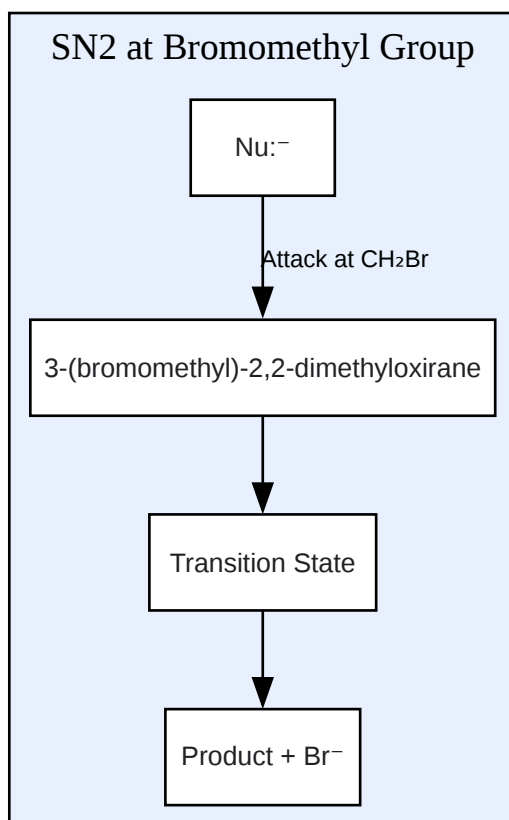 SN2 at Bromomethyl Group
Nu:⁻
Attack at CH₂Br
3-(bromomethyl)-2,2-dimethyloxirane
Transition State
Product + Br⁻